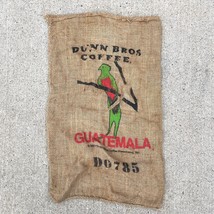 DUNN BROS
COFFEE
GUATEMALA
D0785